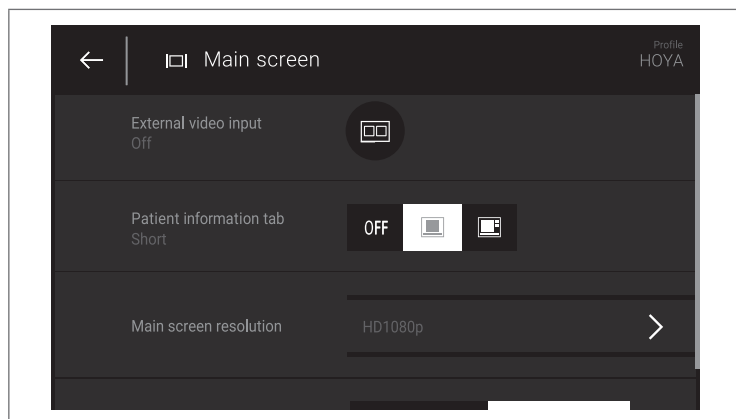 Main screen
Profile
HOYA
External video input
Off
Patient information tab
Short
OFF
Main screen resolution
HD1080p